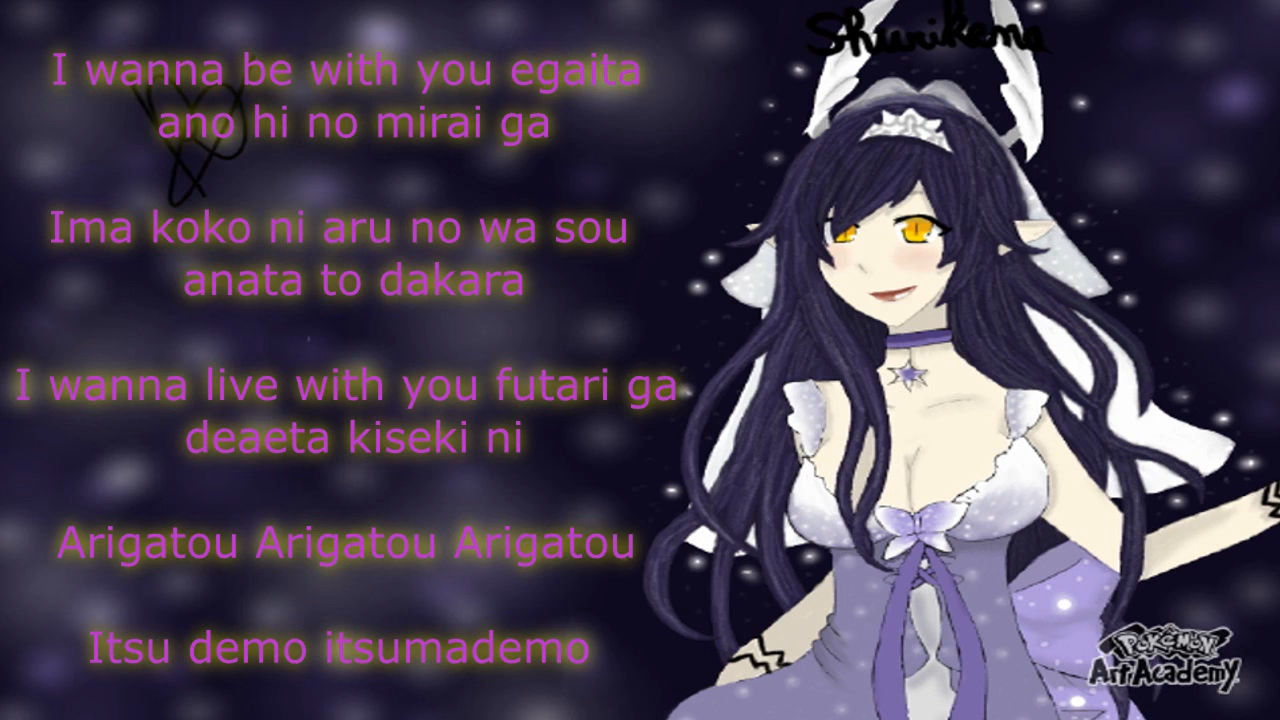 Shurikema
I wanna be with you egaita
ano hi no mirai ga
Ima koko ni aru no wa sou
anata to dakara
I wanna live with you futari ga
deaeta kiseki ni
Arigatou Arigatou Arigatou
Itsu demo itsumademo
POKéMON
Art Academy